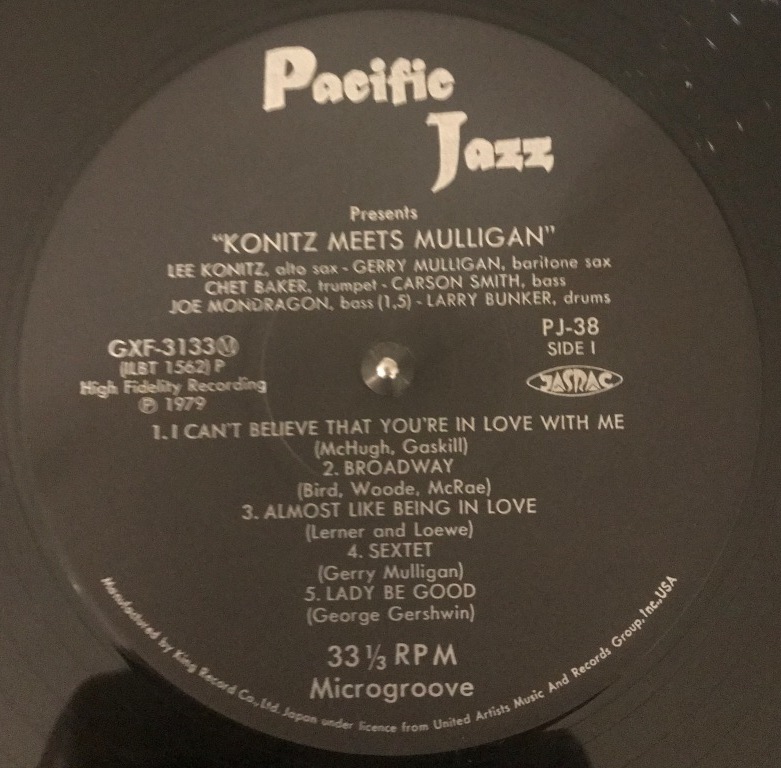 Pacific
Jazz
Presents
"KONITZ MEETS MULLIGAN"
LEE KONITZ, alto sax - GERRY MULLIGAN, baritone sax
CHET BAKER, trumpet - CARSON SMITH, bass
JOE MONDRAGON, bass (1,5) - LARRY BUNKER, drums
PJ-38
GXF-3133Ⓜ
SIDE I
(ILBT 1562) P
High Fidelity Recording
JASRAC
Ⓟ 1979
1. I CAN'T BELIEVE THAT YOU'RE IN LOVE WITH ME
(McHugh, Gaskill)
2. BROADWAY
(Bird, Woode, McRae)
3. ALMOST LIKE BEING IN LOVE
(Lerner and Loewe)
4. SEXTET
(Gerry Mulligan)
5. LADY BE GOOD
(George Gershwin)
33⅓ RPM
Microgroove
Manufactured by King Record Co., Ltd. Japan under licence from United Artists Music And Records Group, Inc., USA